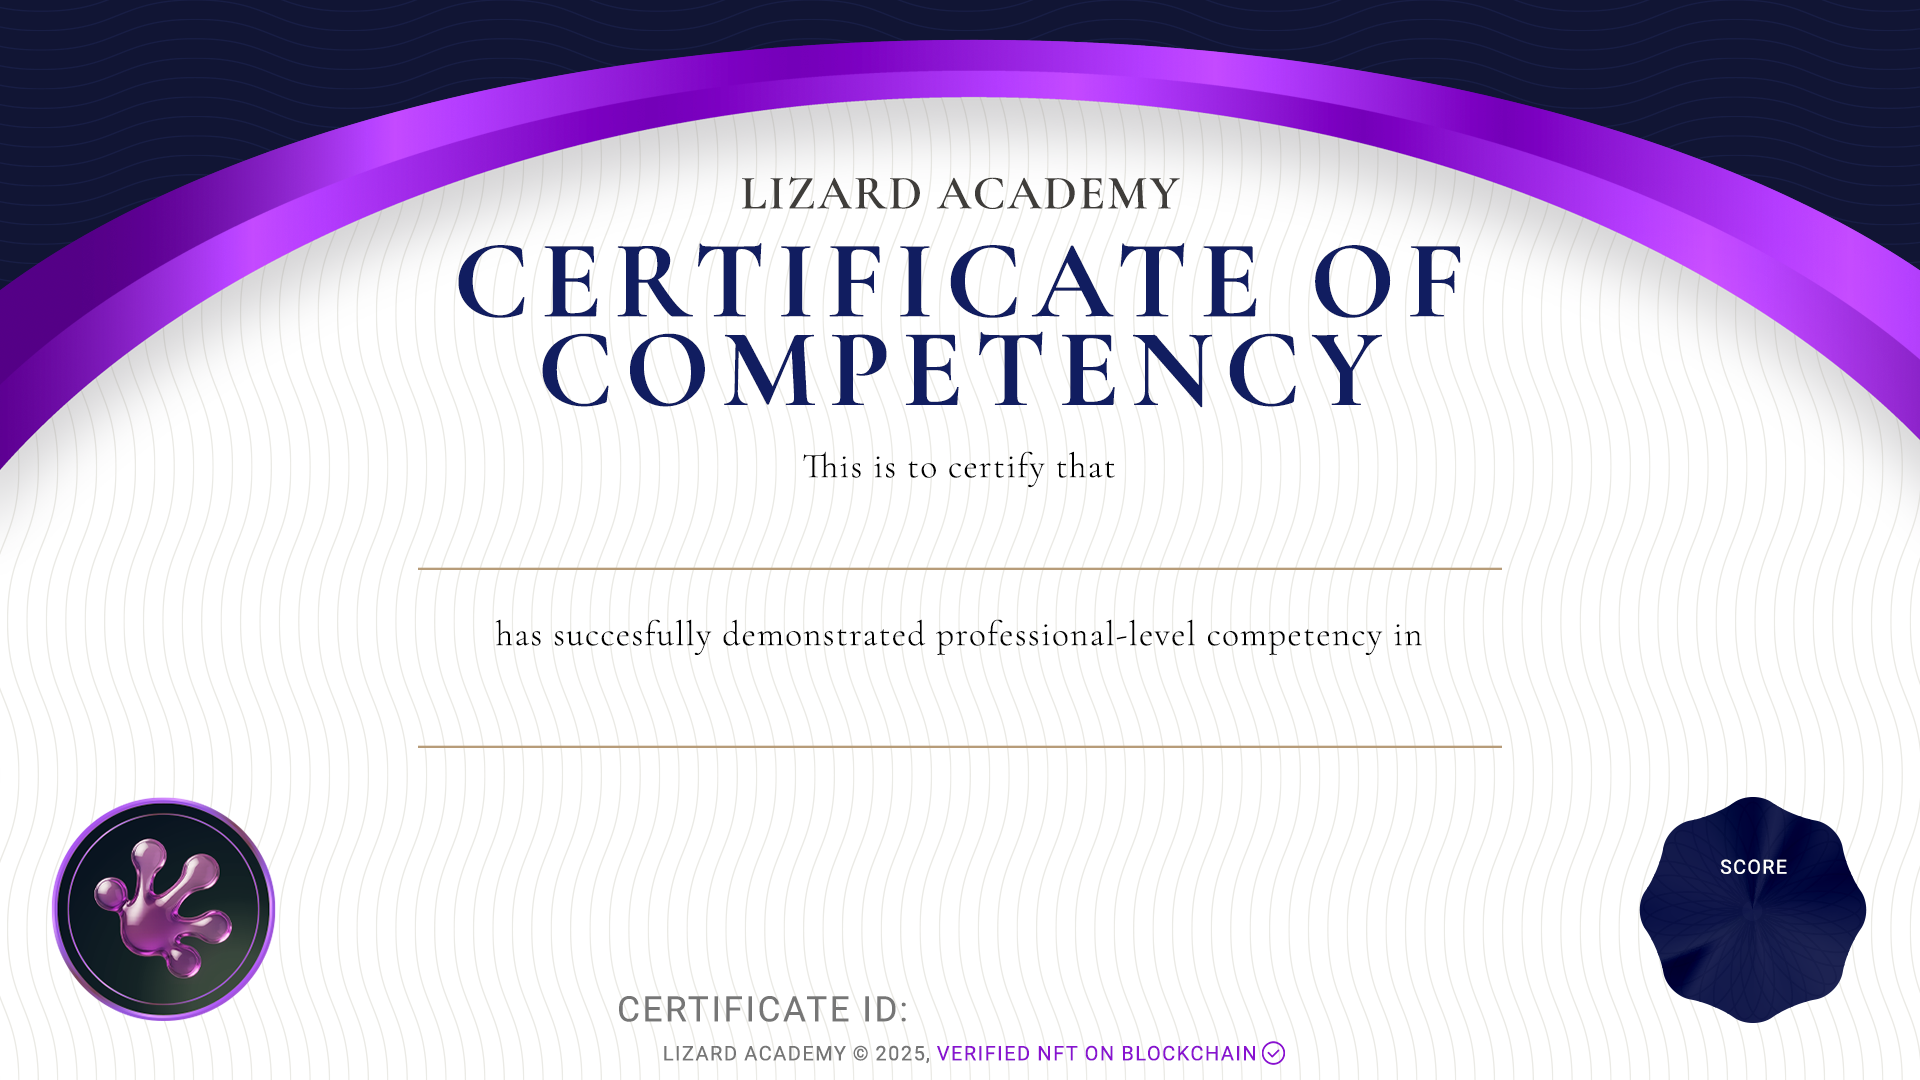 LIZARD ACADEMY
CERTIFICATE OF
COMPETENCY
This is to certify that
has succesfully demonstrated professional-level competency in
SCORE
CERTIFICATE ID:
LIZARD ACADEMY © 2025, VERIFIED NFT ON BLOCKCHAIN